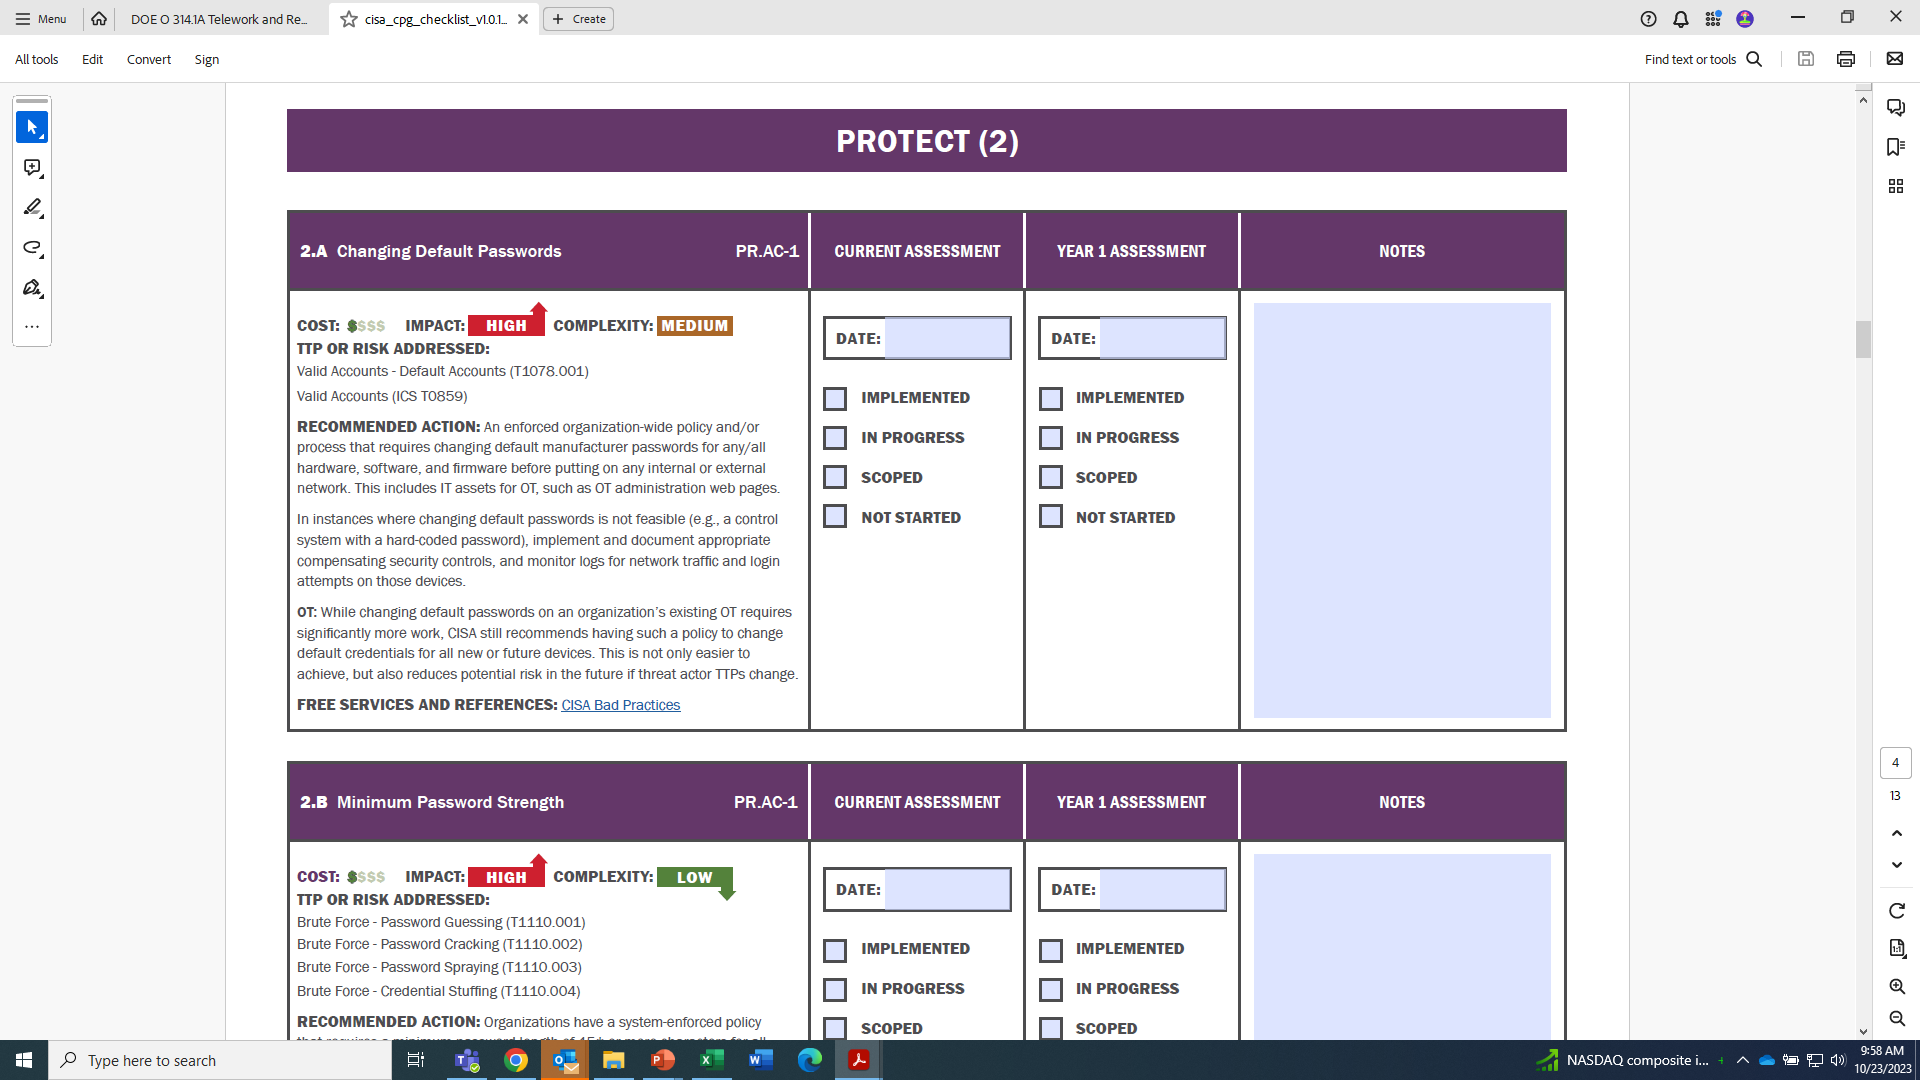 Menu
DOE O 314.1A Telework and Re...
cisa_cpg_checklist_v1.0.1...
Create
All tools
Edit
Convert
Sign
Find text or tools
PROTECT (2)
2.A Changing Default Passwords PR.AC-1
CURRENT ASSESSMENT
YEAR 1 ASSESSMENT
NOTES
COST: $$$$ IMPACT: HIGH COMPLEXITY: MEDIUM
TTP OR RISK ADDRESSED:
Valid Accounts - Default Accounts (T1078.001)
Valid Accounts (ICS T0859)
RECOMMENDED ACTION: An enforced organization-wide policy and/or
process that requires changing default manufacturer passwords for any/all
hardware, software, and firmware before putting on any internal or external
network. This includes IT assets for OT, such as OT administration web pages.
In instances where changing default passwords is not feasible (e.g., a control
system with a hard-coded password), implement and document appropriate
compensating security controls, and monitor logs for network traffic and login
attempts on those devices.
OT: While changing default passwords on an organization's existing OT requires
significantly more work, CISA still recommends having such a policy to change
default credentials for all new or future devices. This is not only easier to
achieve, but also reduces potential risk in the future if threat actor TTPs change.
FREE SERVICES AND REFERENCES: CISA Bad Practices
DATE:
IMPLEMENTED
IN PROGRESS
SCOPED
NOT STARTED
DATE:
IMPLEMENTED
IN PROGRESS
SCOPED
NOT STARTED
2.B Minimum Password Strength PR.AC-1
CURRENT ASSESSMENT
YEAR 1 ASSESSMENT
NOTES
COST: $$$$ IMPACT: HIGH COMPLEXITY: LOW
TTP OR RISK ADDRESSED:
Brute Force - Password Guessing (T1110.001)
Brute Force - Password Cracking (T1110.002)
Brute Force - Password Spraying (T1110.003)
Brute Force - Credential Stuffing (T1110.004)
RECOMMENDED ACTION: Organizations have a system-enforced policy
DATE:
IMPLEMENTED
IN PROGRESS
SCOPED
DATE:
IMPLEMENTED
IN PROGRESS
SCOPED
4
13
Type here to search
NASDAQ composite i...
9:58 AM
10/23/2023